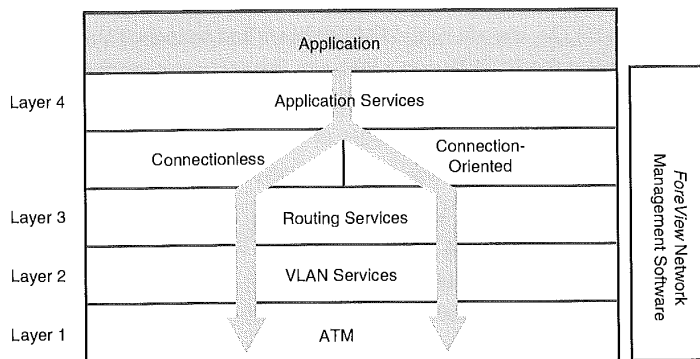 Application
Layer 4
Application Services
Connectionless
Connection-
Oriented
Layer 3
Routing Services
Layer 2
VLAN Services
Layer 1
ATM
ForeView Network
Management Software